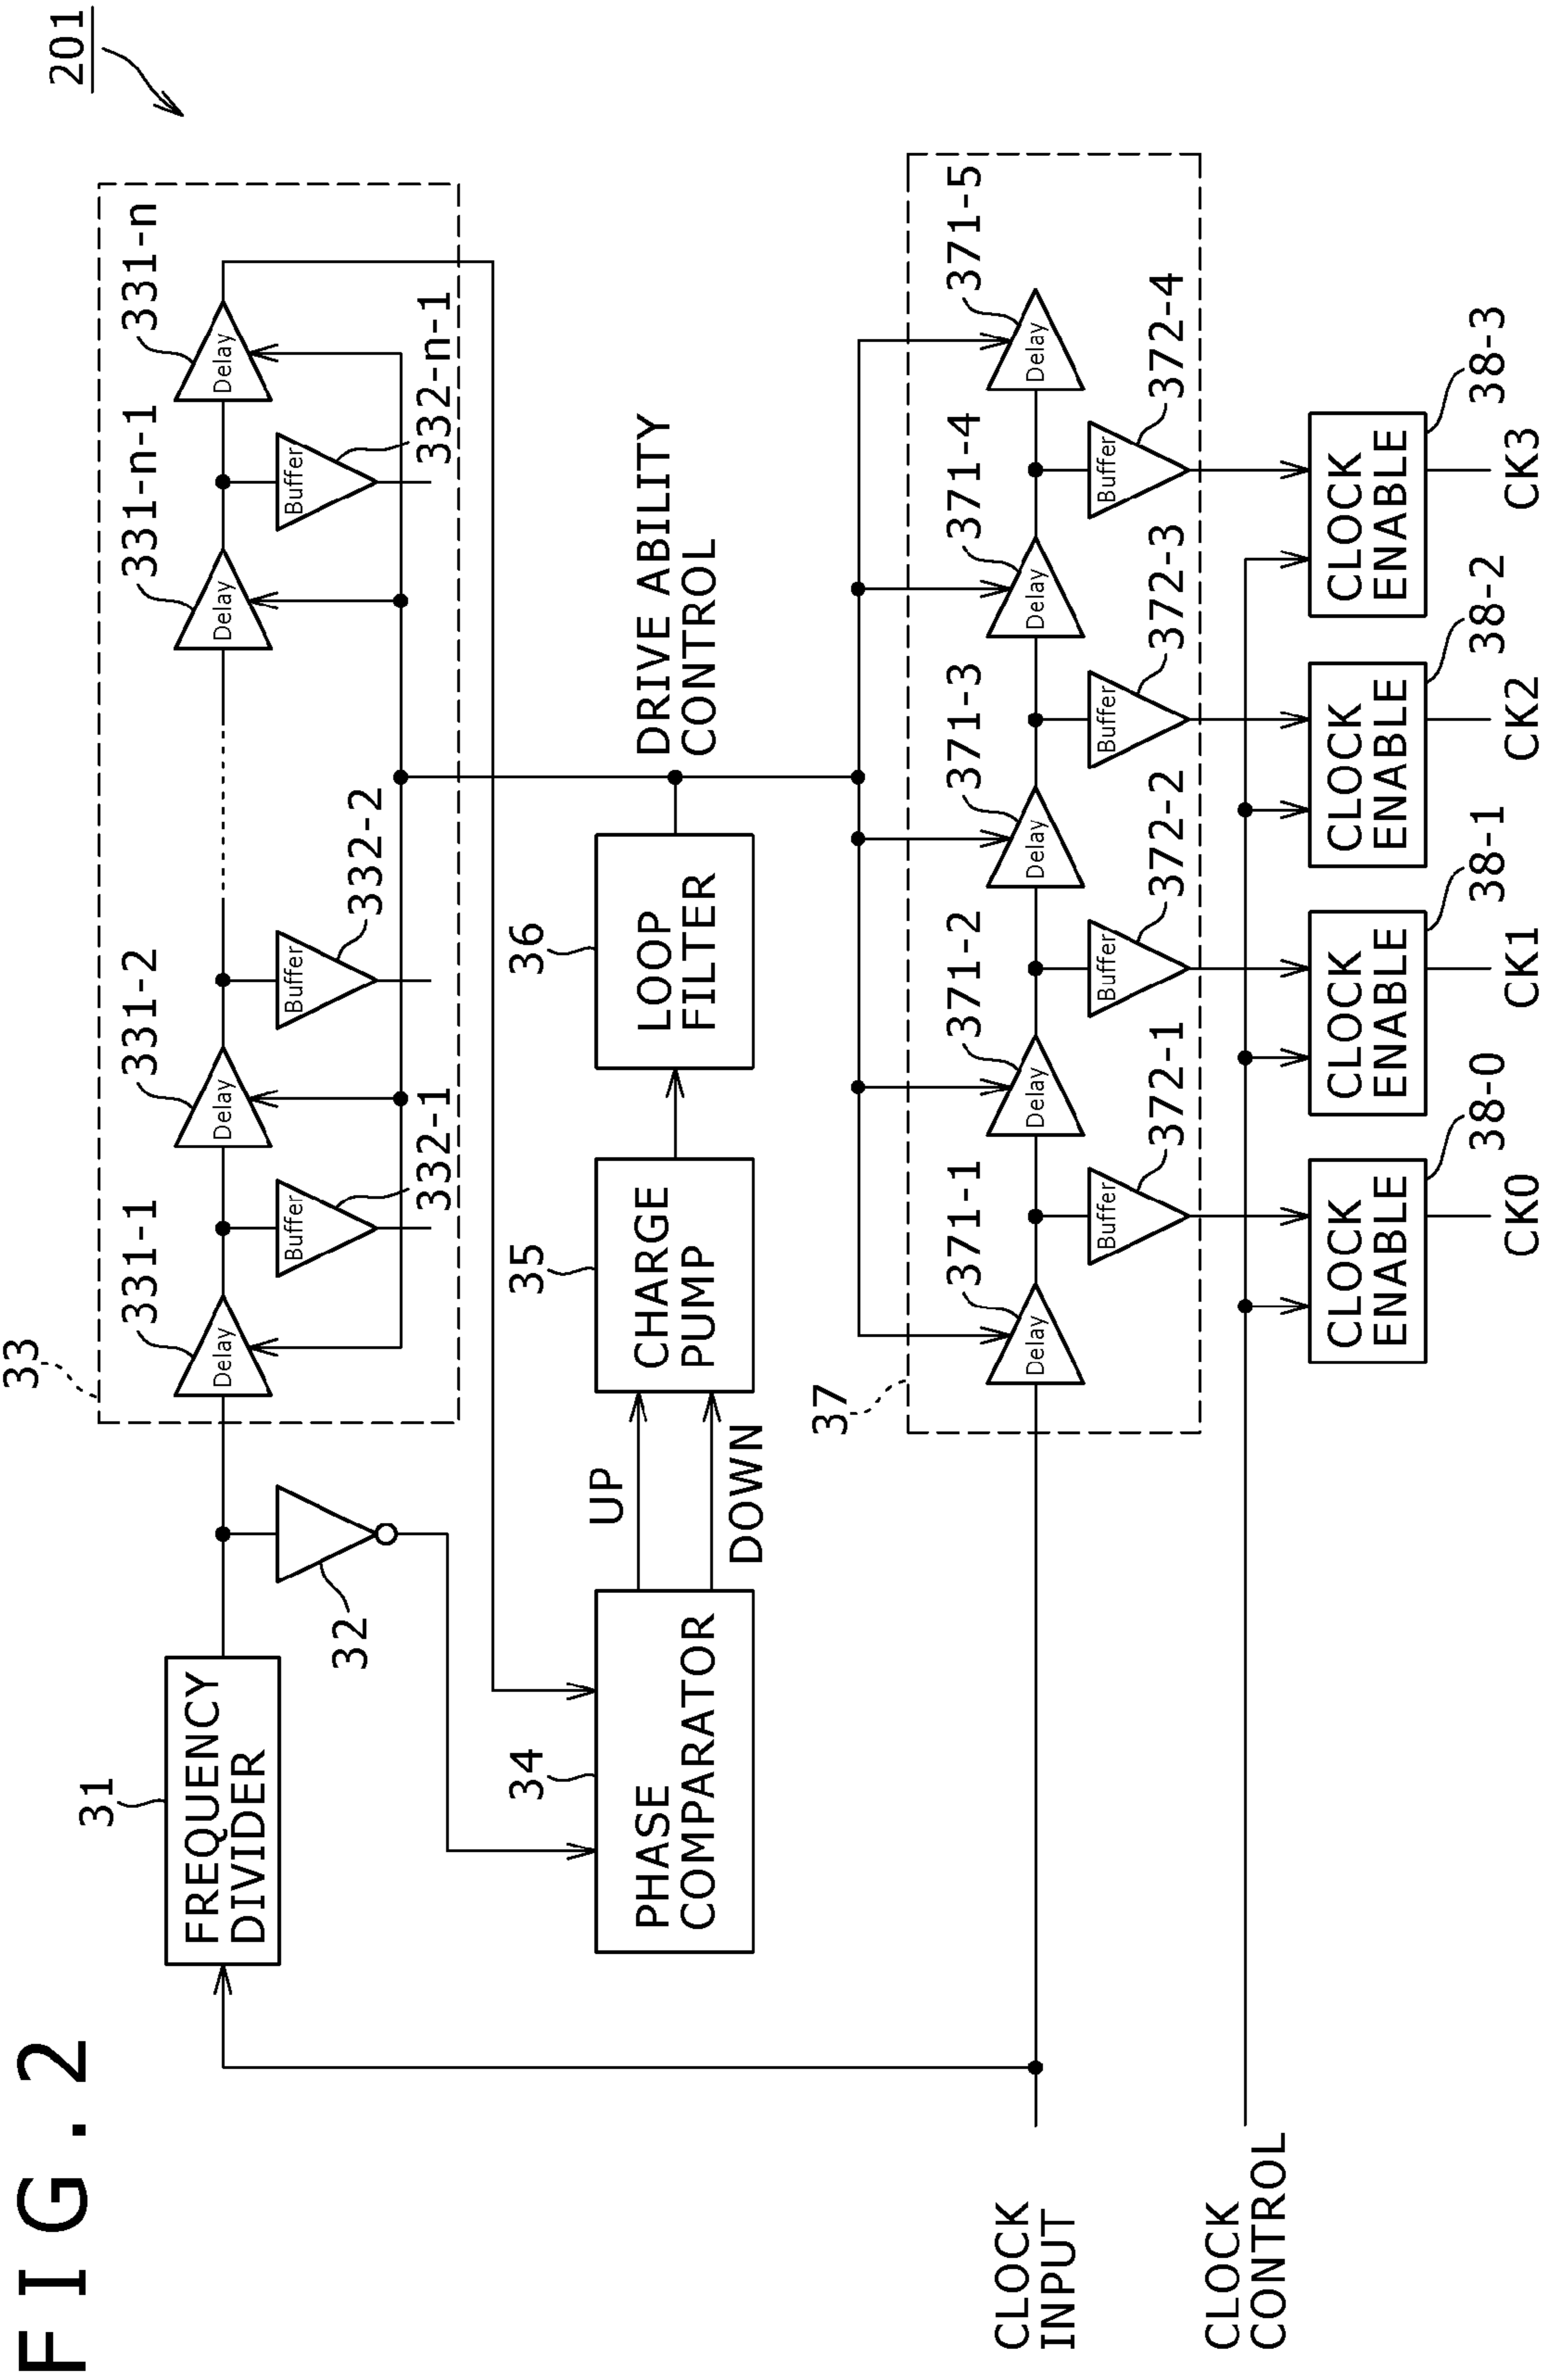 FIG.2
201
33
331-1
331-2
331-n-1
331-n
Delay
Delay
Delay
Delay
31
FREQUENCY
DIVIDER
32
Buffer
Buffer
Buffer
332-1
332-2
332-n-1
34
PHASE
COMPARATOR
UP
DOWN
35
CHARGE
PUMP
36
LOOP
FILTER
DRIVE ABILITY
CONTROL
37
371-1
371-2
371-3
371-4
371-5
Delay
Delay
Delay
Delay
Delay
CLOCK
INPUT
Buffer
Buffer
Buffer
Buffer
372-1
372-2
372-3
372-4
CLOCK
CONTROL
CLOCK
ENABLE
CLOCK
ENABLE
CLOCK
ENABLE
CLOCK
ENABLE
38-0
38-1
38-2
38-3
CK0
CK1
CK2
CK3